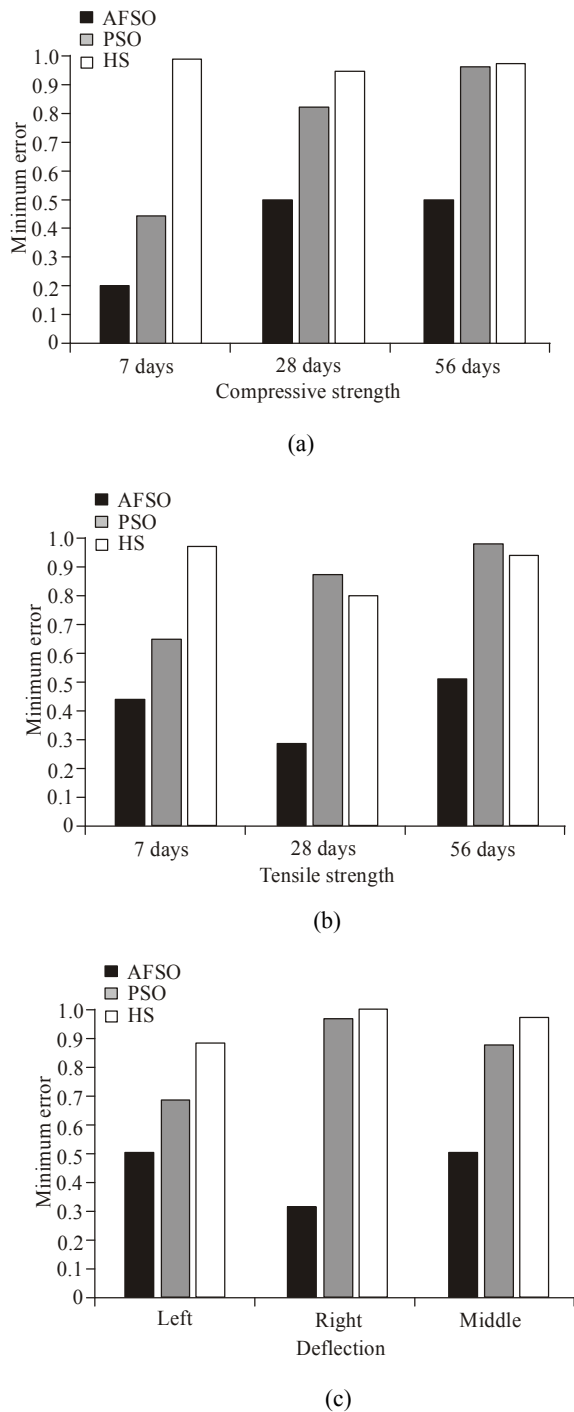 AFSO
PSO
HS
Minimum error
1.0
0.9
0.8
0.7
0.6
0.5
0.4
0.3
0.2
0.1
0
7 days 28 days 56 days
Compressive strength
(a)
AFSO
PSO
HS
Minimum error
1.0
0.9
0.8
0.7
0.6
0.5
0.4
0.3
0.2
0.1
0
7 days 28 days 56 days
Tensile strength
(b)
AFSO
PSO
HS
Minimum error
1.0
0.9
0.8
0.7
0.6
0.5
0.4
0.3
0.2
0.1
0
Left Right Middle
Deflection
(c)